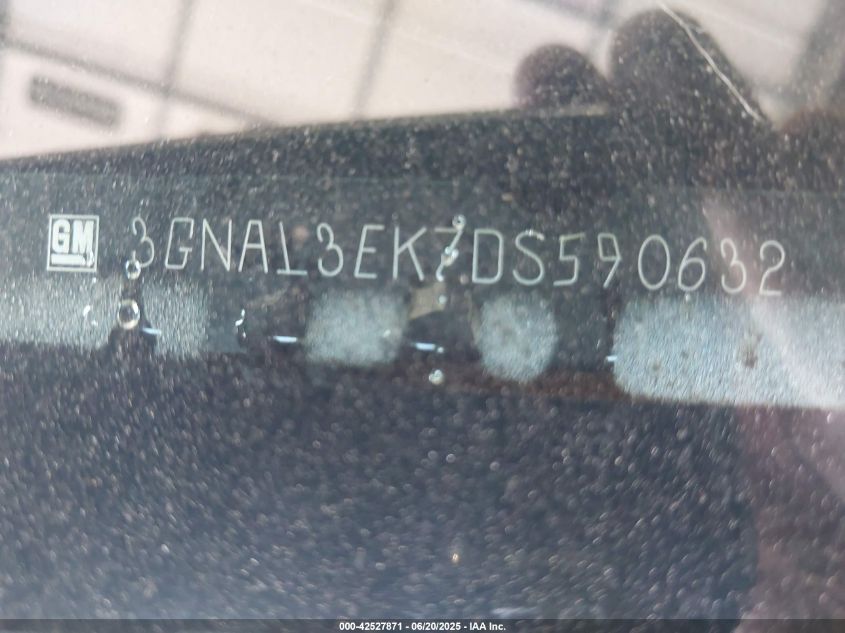 GM 3GNAL3EK7DS590632
000-42527871 - 06/20/2025 - IAA Inc.